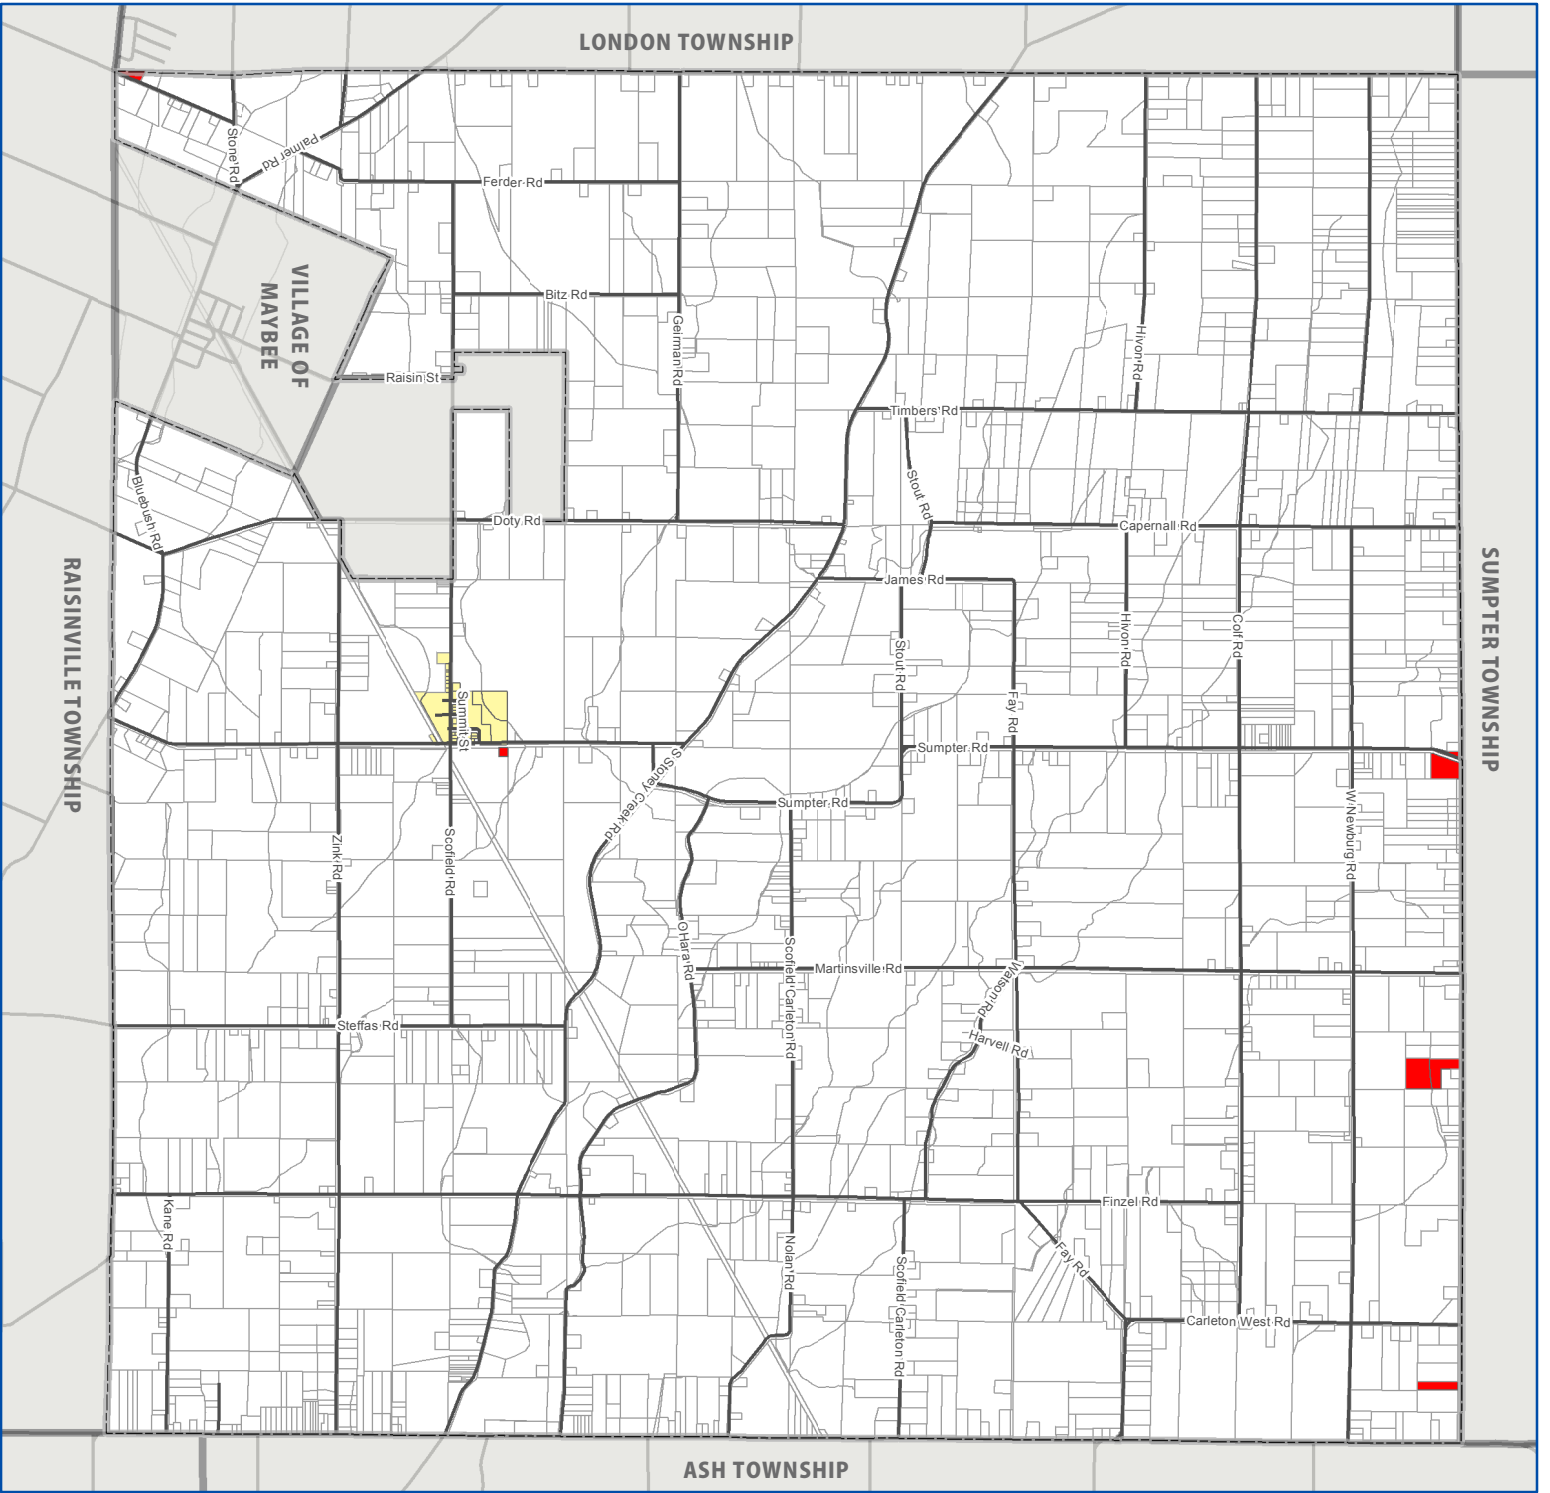 LONDON TOWNSHIP
Stone Rd
Palmer Rd
Ferder Rd
VILLAGE OF
MAYBEE
Bitz Rd
Geirman Rd
Hivon Rd
Raisin St
Timbers Rd
Bluebush Rd
Stout Rd
Doty Rd
Capernall Rd
RAISINVILLE TOWNSHIP
SUMPTER TOWNSHIP
James Rd
Stout Rd
Hivon Rd
Colf Rd
Summit St
Fay Rd
Sumpter Rd
S Stoney Creek Rd
Sumpter Rd
Zink Rd
Scofield Rd
W Newburg Rd
O'Hara Rd
Scofield Carleton Rd
Martinsville Rd
Watson Rd
Steffas Rd
Harvell Rd
Kane Rd
Finzel Rd
Nolan Rd
Scofield Carleton Rd
Fay Rd
Carleton West Rd
ASH TOWNSHIP